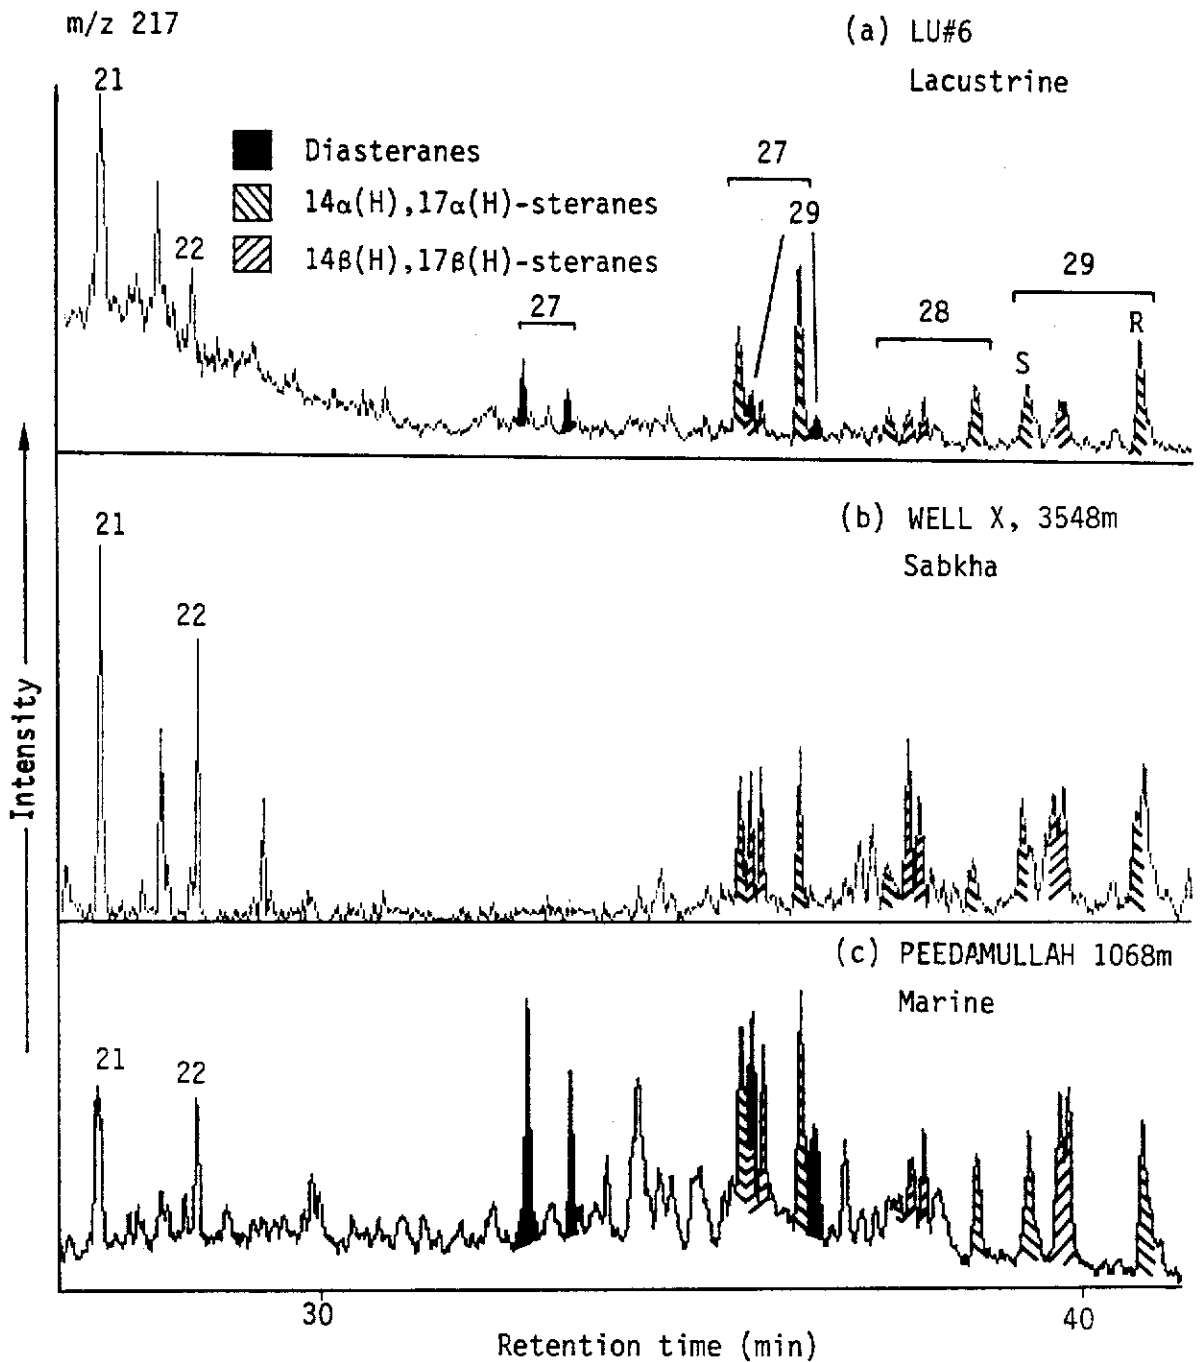 m/z 217
(a) LU#6
Lacustrine
21
Diasteranes
14α(H),17α(H)-steranes
14β(H),17β(H)-steranes
22
27
27
29
28
29
S
R
(b) WELL X, 3548m
Sabkha
21
22
(c) PEEDAMULLAH 1068m
Marine
21
22
Intensity
30
40
Retention time (min)